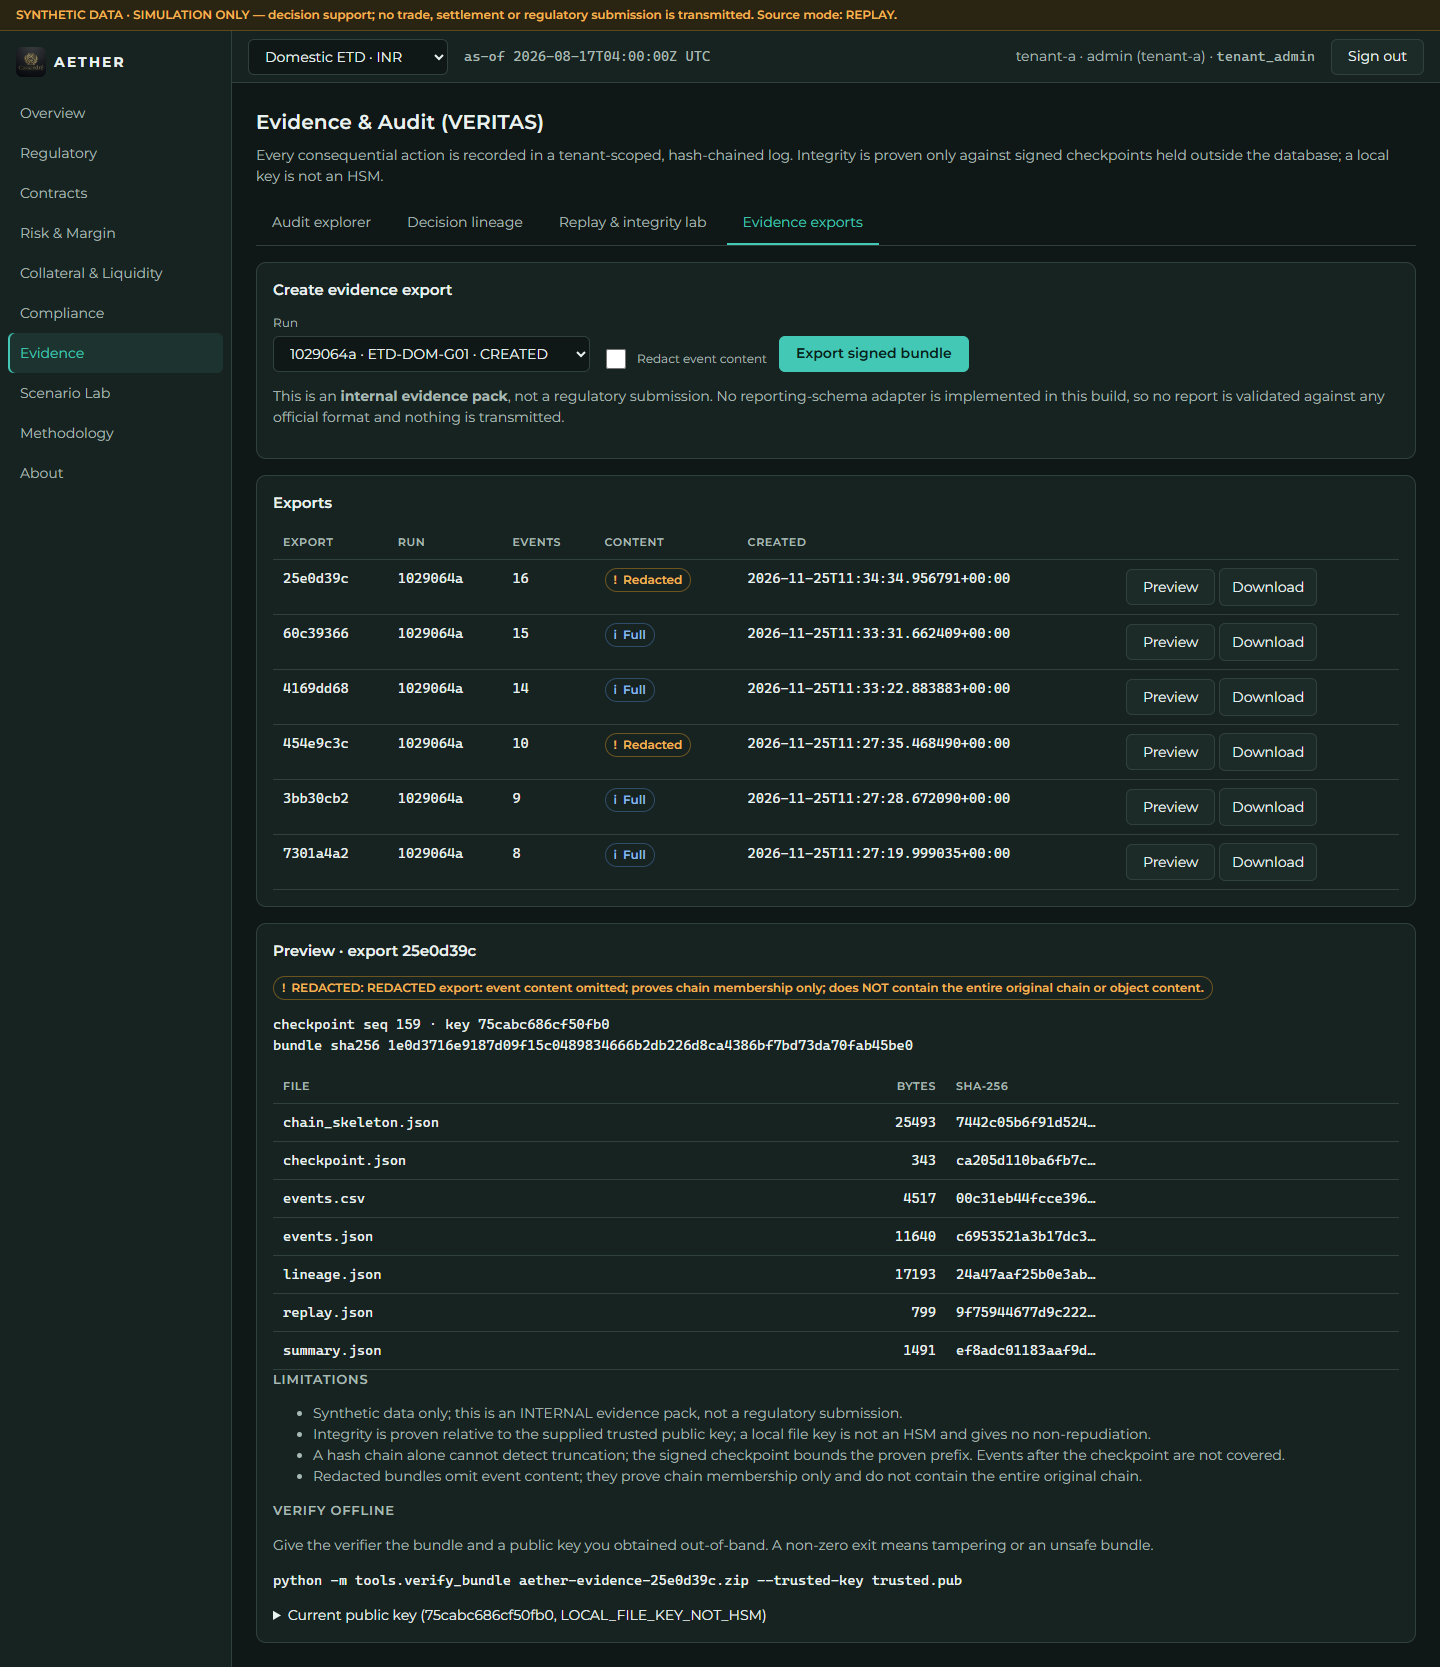 SYNTHETIC DATA · SIMULATION ONLY — decision support; no trade, settlement or regulatory submission is transmitted. Source mode: REPLAY.
AETHER
Domestic ETD · INR
as-of 2026-08-17T04:00:00Z UTC
tenant-a · admin (tenant-a) · tenant_admin
Sign out
Overview
Regulatory
Contracts
Risk & Margin
Collateral & Liquidity
Compliance
Evidence
Scenario Lab
Methodology
About
Evidence & Audit (VERITAS)
Every consequential action is recorded in a tenant-scoped, hash-chained log. Integrity is proven only against signed checkpoints held outside the database; a local
key is not an HSM.
Audit explorer Decision lineage Replay & integrity lab Evidence exports
Create evidence export
Run
1029064a · ETD-DOM-G01 · CREATED
Redact event content
Export signed bundle
This is an internal evidence pack, not a regulatory submission. No reporting-schema adapter is implemented in this build, so no report is validated against any
official format and nothing is transmitted.
Exports
EXPORT RUN EVENTS CONTENT CREATED
25e0d39c 1029064a 16 ! Redacted 2026-11-25T11:34:34.956791+00:00 Preview Download
60c39366 1029064a 15 i Full 2026-11-25T11:33:31.662409+00:00 Preview Download
4169dd68 1029064a 14 i Full 2026-11-25T11:33:22.883883+00:00 Preview Download
454e9c3c 1029064a 10 ! Redacted 2026-11-25T11:27:35.468490+00:00 Preview Download
3bb30cb2 1029064a 9 i Full 2026-11-25T11:27:28.672090+00:00 Preview Download
7301a4a2 1029064a 8 i Full 2026-11-25T11:27:19.999035+00:00 Preview Download
Preview · export 25e0d39c
! REDACTED: REDACTED export: event content omitted; proves chain membership only; does NOT contain the entire original chain or object content.
checkpoint seq 159 · key 75cabc686cf50fb0
bundle sha256 1e0d3716e9187d09f15c0489834666b2db226d8ca4386bf7bd73da70fab45be0
FILE BYTES SHA-256
chain_skeleton.json 25493 7442c05b6f91d524…
checkpoint.json 343 ca205d110ba6fb7c…
events.csv 4517 00c31eb44fcce396…
events.json 11640 c6953521a3b17dc3…
lineage.json 17193 24a47aaf25b0e3ab…
replay.json 799 9f75944677d9c222…
summary.json 1491 ef8adc01183aaf9d…
LIMITATIONS
• Synthetic data only; this is an INTERNAL evidence pack, not a regulatory submission.
• Integrity is proven relative to the supplied trusted public key; a local file key is not an HSM and gives no non-repudiation.
• A hash chain alone cannot detect truncation; the signed checkpoint bounds the proven prefix. Events after the checkpoint are not covered.
• Redacted bundles omit event content; they prove chain membership only and do not contain the entire original chain.
VERIFY OFFLINE
Give the verifier the bundle and a public key you obtained out-of-band. A non-zero exit means tampering or an unsafe bundle.
python -m tools.verify_bundle aether-evidence-25e0d39c.zip --trusted-key trusted.pub
▶ Current public key (75cabc686cf50fb0, LOCAL_FILE_KEY_NOT_HSM)